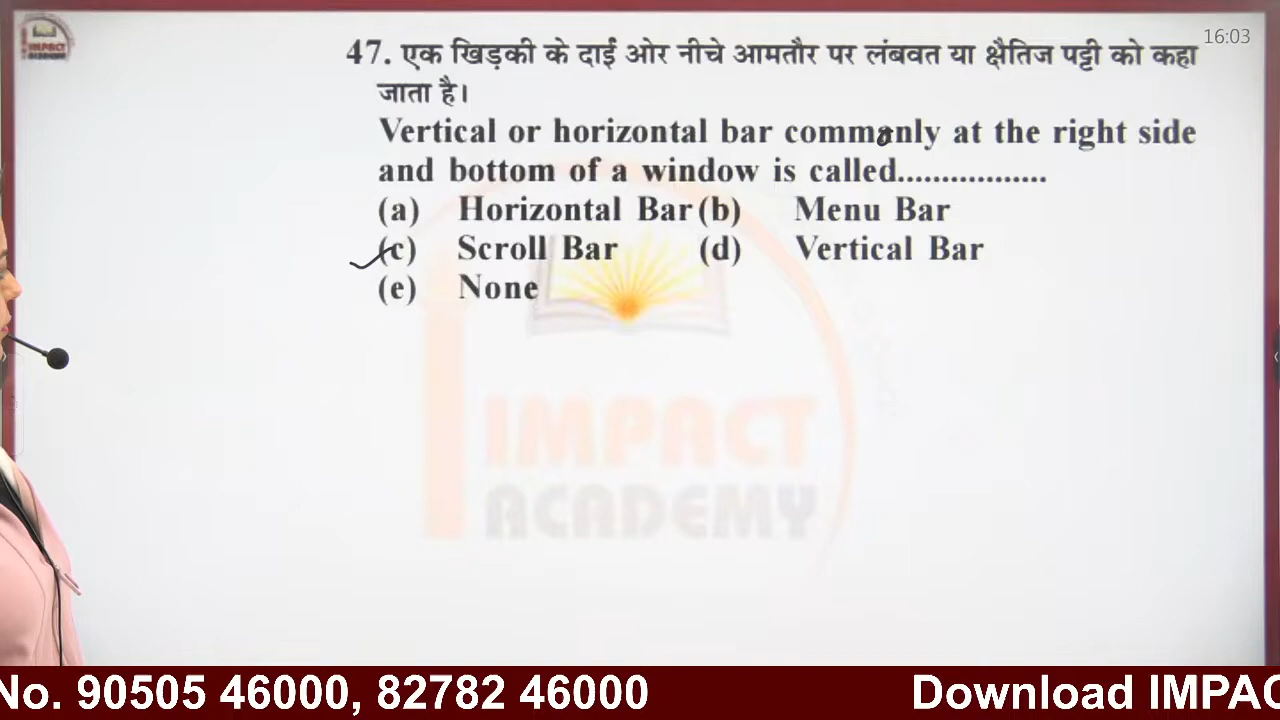 IMPACT
ACADEMY
16:03
47. एक खिड़की के दाईं ओर नीचे आमतौर पर लंबवत या क्षैतिज पट्टी को कहा
जाता है।
Vertical or horizontal bar commonly at the right side
and bottom of a window is called.................
(a) Horizontal Bar (b) Menu Bar
(c) Scroll Bar (d) Vertical Bar
(e) None
IMPACT
ACADEMY
No. 90505 46000, 82782 46000 Download IMPAC